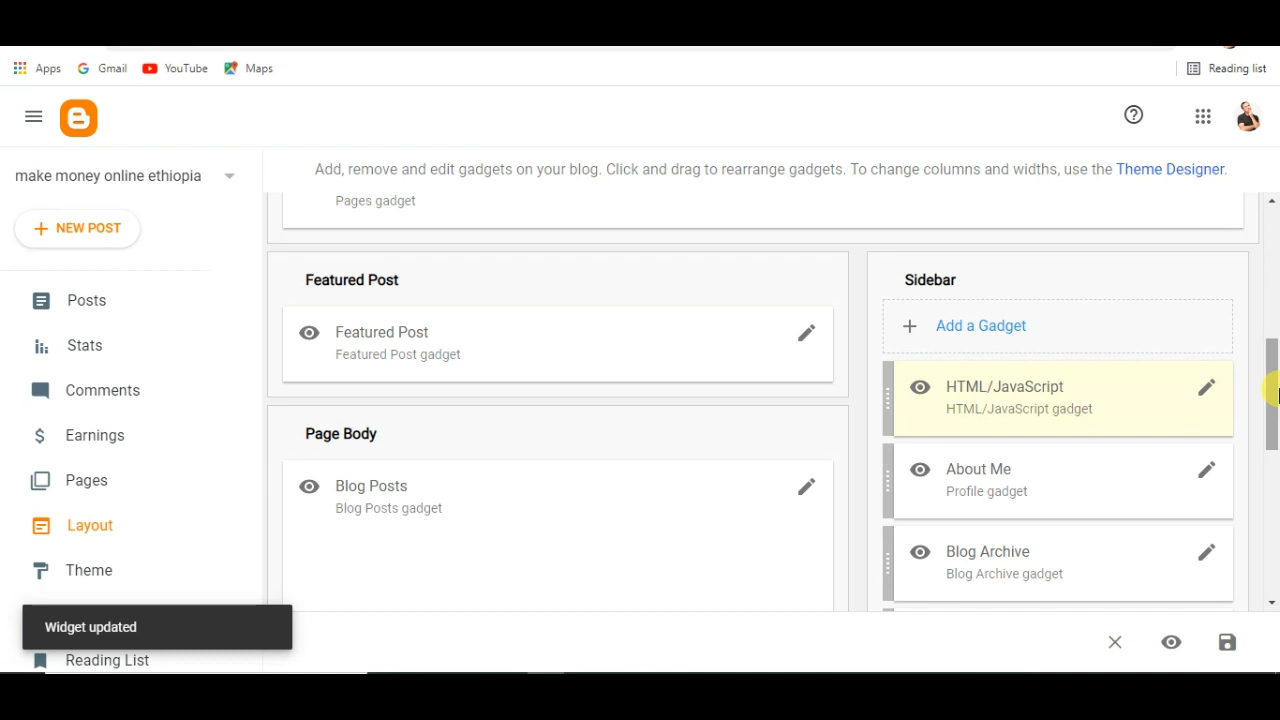 Apps Gmail YouTube Maps Reading list
make money online ethiopia
NEW POST
Posts
Stats
Comments
Earnings
Pages
Layout
Theme
Widget updated
Reading List
Add, remove and edit gadgets on your blog. Click and drag to rearrange gadgets. To change columns and widths, use the Theme Designer.
Pages gadget
Featured Post
Featured Post
Featured Post gadget
Page Body
Blog Posts
Blog Posts gadget
Sidebar
Add a Gadget
HTML/JavaScript
HTML/JavaScript gadget
About Me
Profile gadget
Blog Archive
Blog Archive gadget